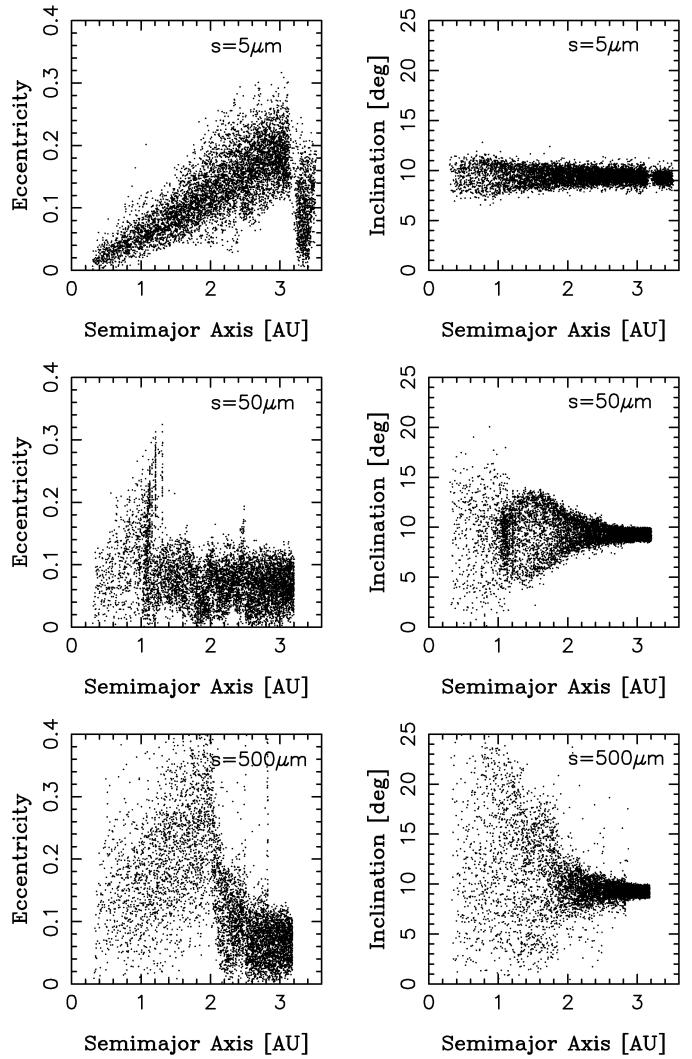 0.4
0.3
0.2
0.1
0
Eccentricity
s=5μm
0 1 2 3
Semimajor Axis [AU]
25
20
15
10
5
0
Inclination [deg]
s=5μm
0 1 2 3
Semimajor Axis [AU]
0.4
0.3
0.2
0.1
0
Eccentricity
s=50μm
0 1 2 3
Semimajor Axis [AU]
25
20
15
10
5
0
Inclination [deg]
s=50μm
0 1 2 3
Semimajor Axis [AU]
0.4
0.3
0.2
0.1
0
Eccentricity
s=500μm
0 1 2 3
Semimajor Axis [AU]
25
20
15
10
5
0
Inclination [deg]
s=500μm
0 1 2 3
Semimajor Axis [AU]